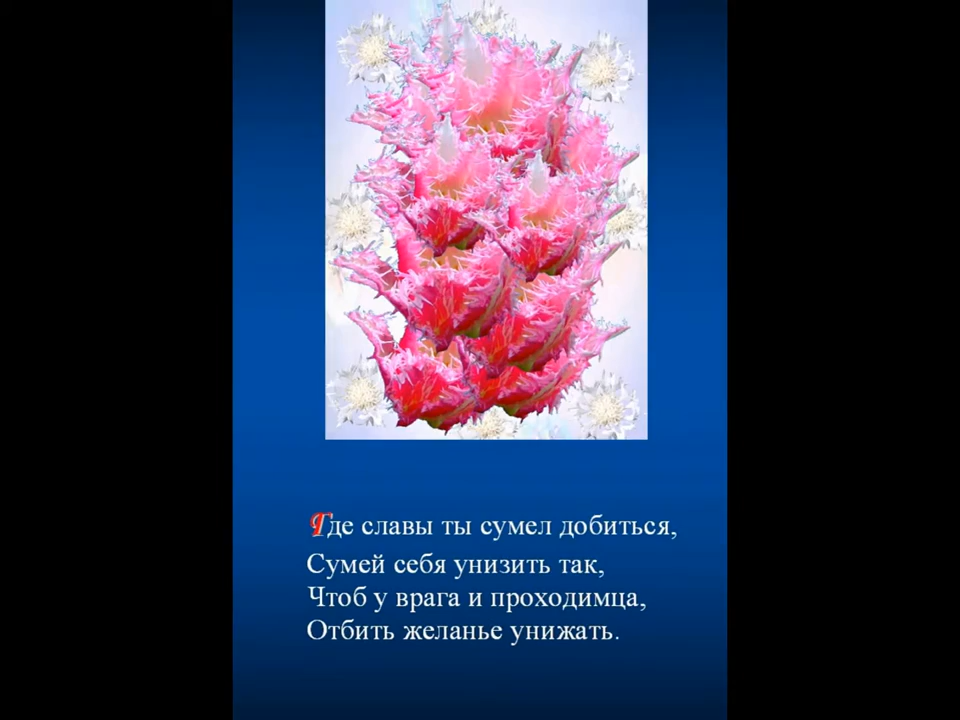 Где славы ты сумел добиться,
Сумей себя унизить так,
Чтоб у врага и проходимца,
Отбить желанье унижать.